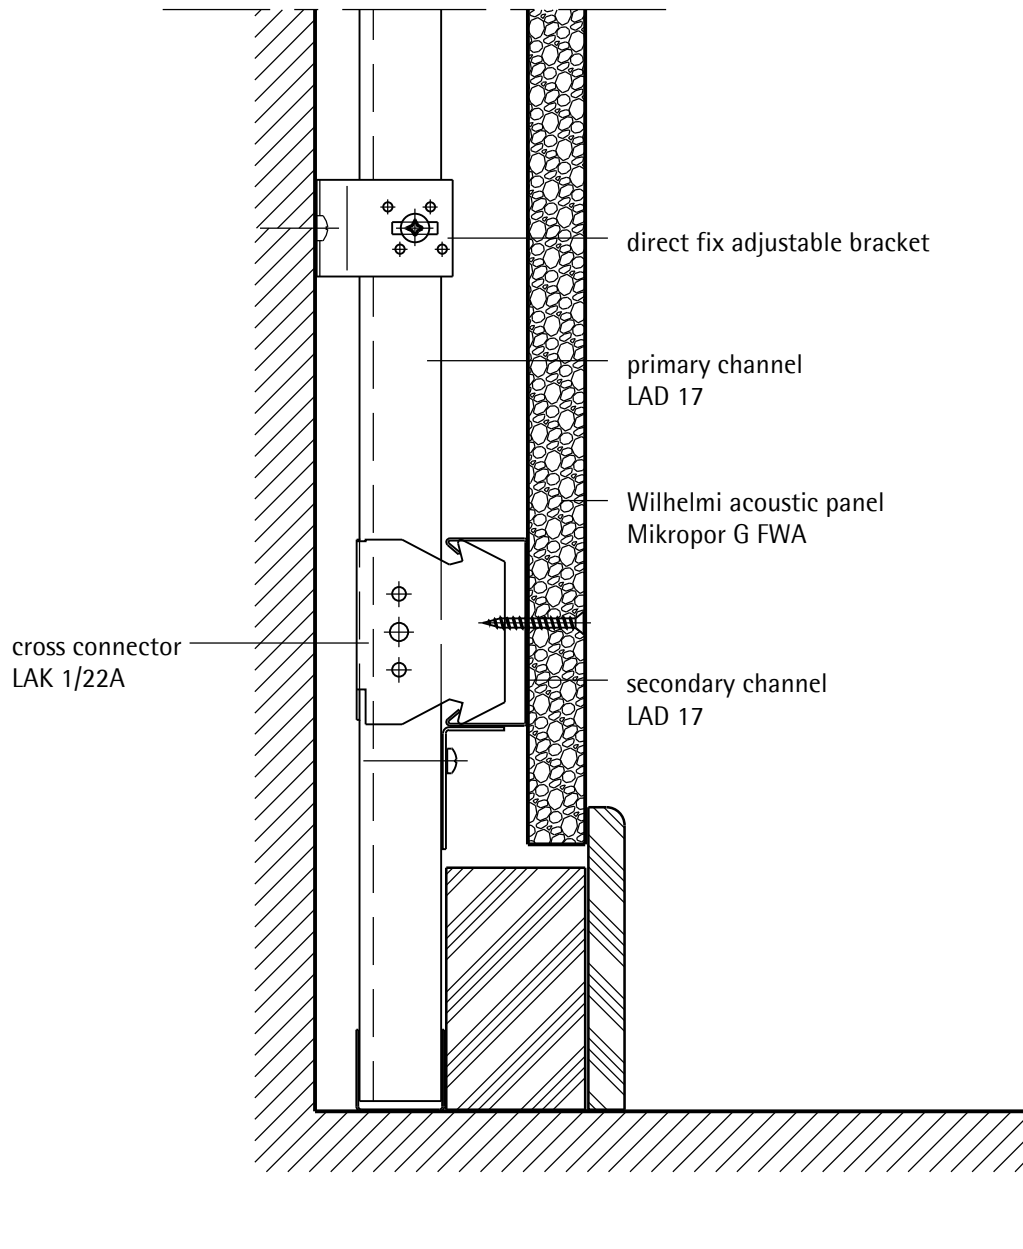 direct fix adjustable bracket
primary channel
LAD 17
Wilhelmi acoustic panel
Mikropor G FWA
cross connector
LAK 1/22A
secondary channel
LAD 17